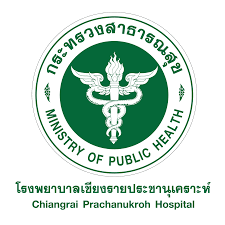 กระทรวงสาธารณสุข
MINISTRY OF PUBLIC HEALTH
โรงพยาบาลเชียงรายประชานุเคราะห์
Chiangrai Prachanukroh Hospital